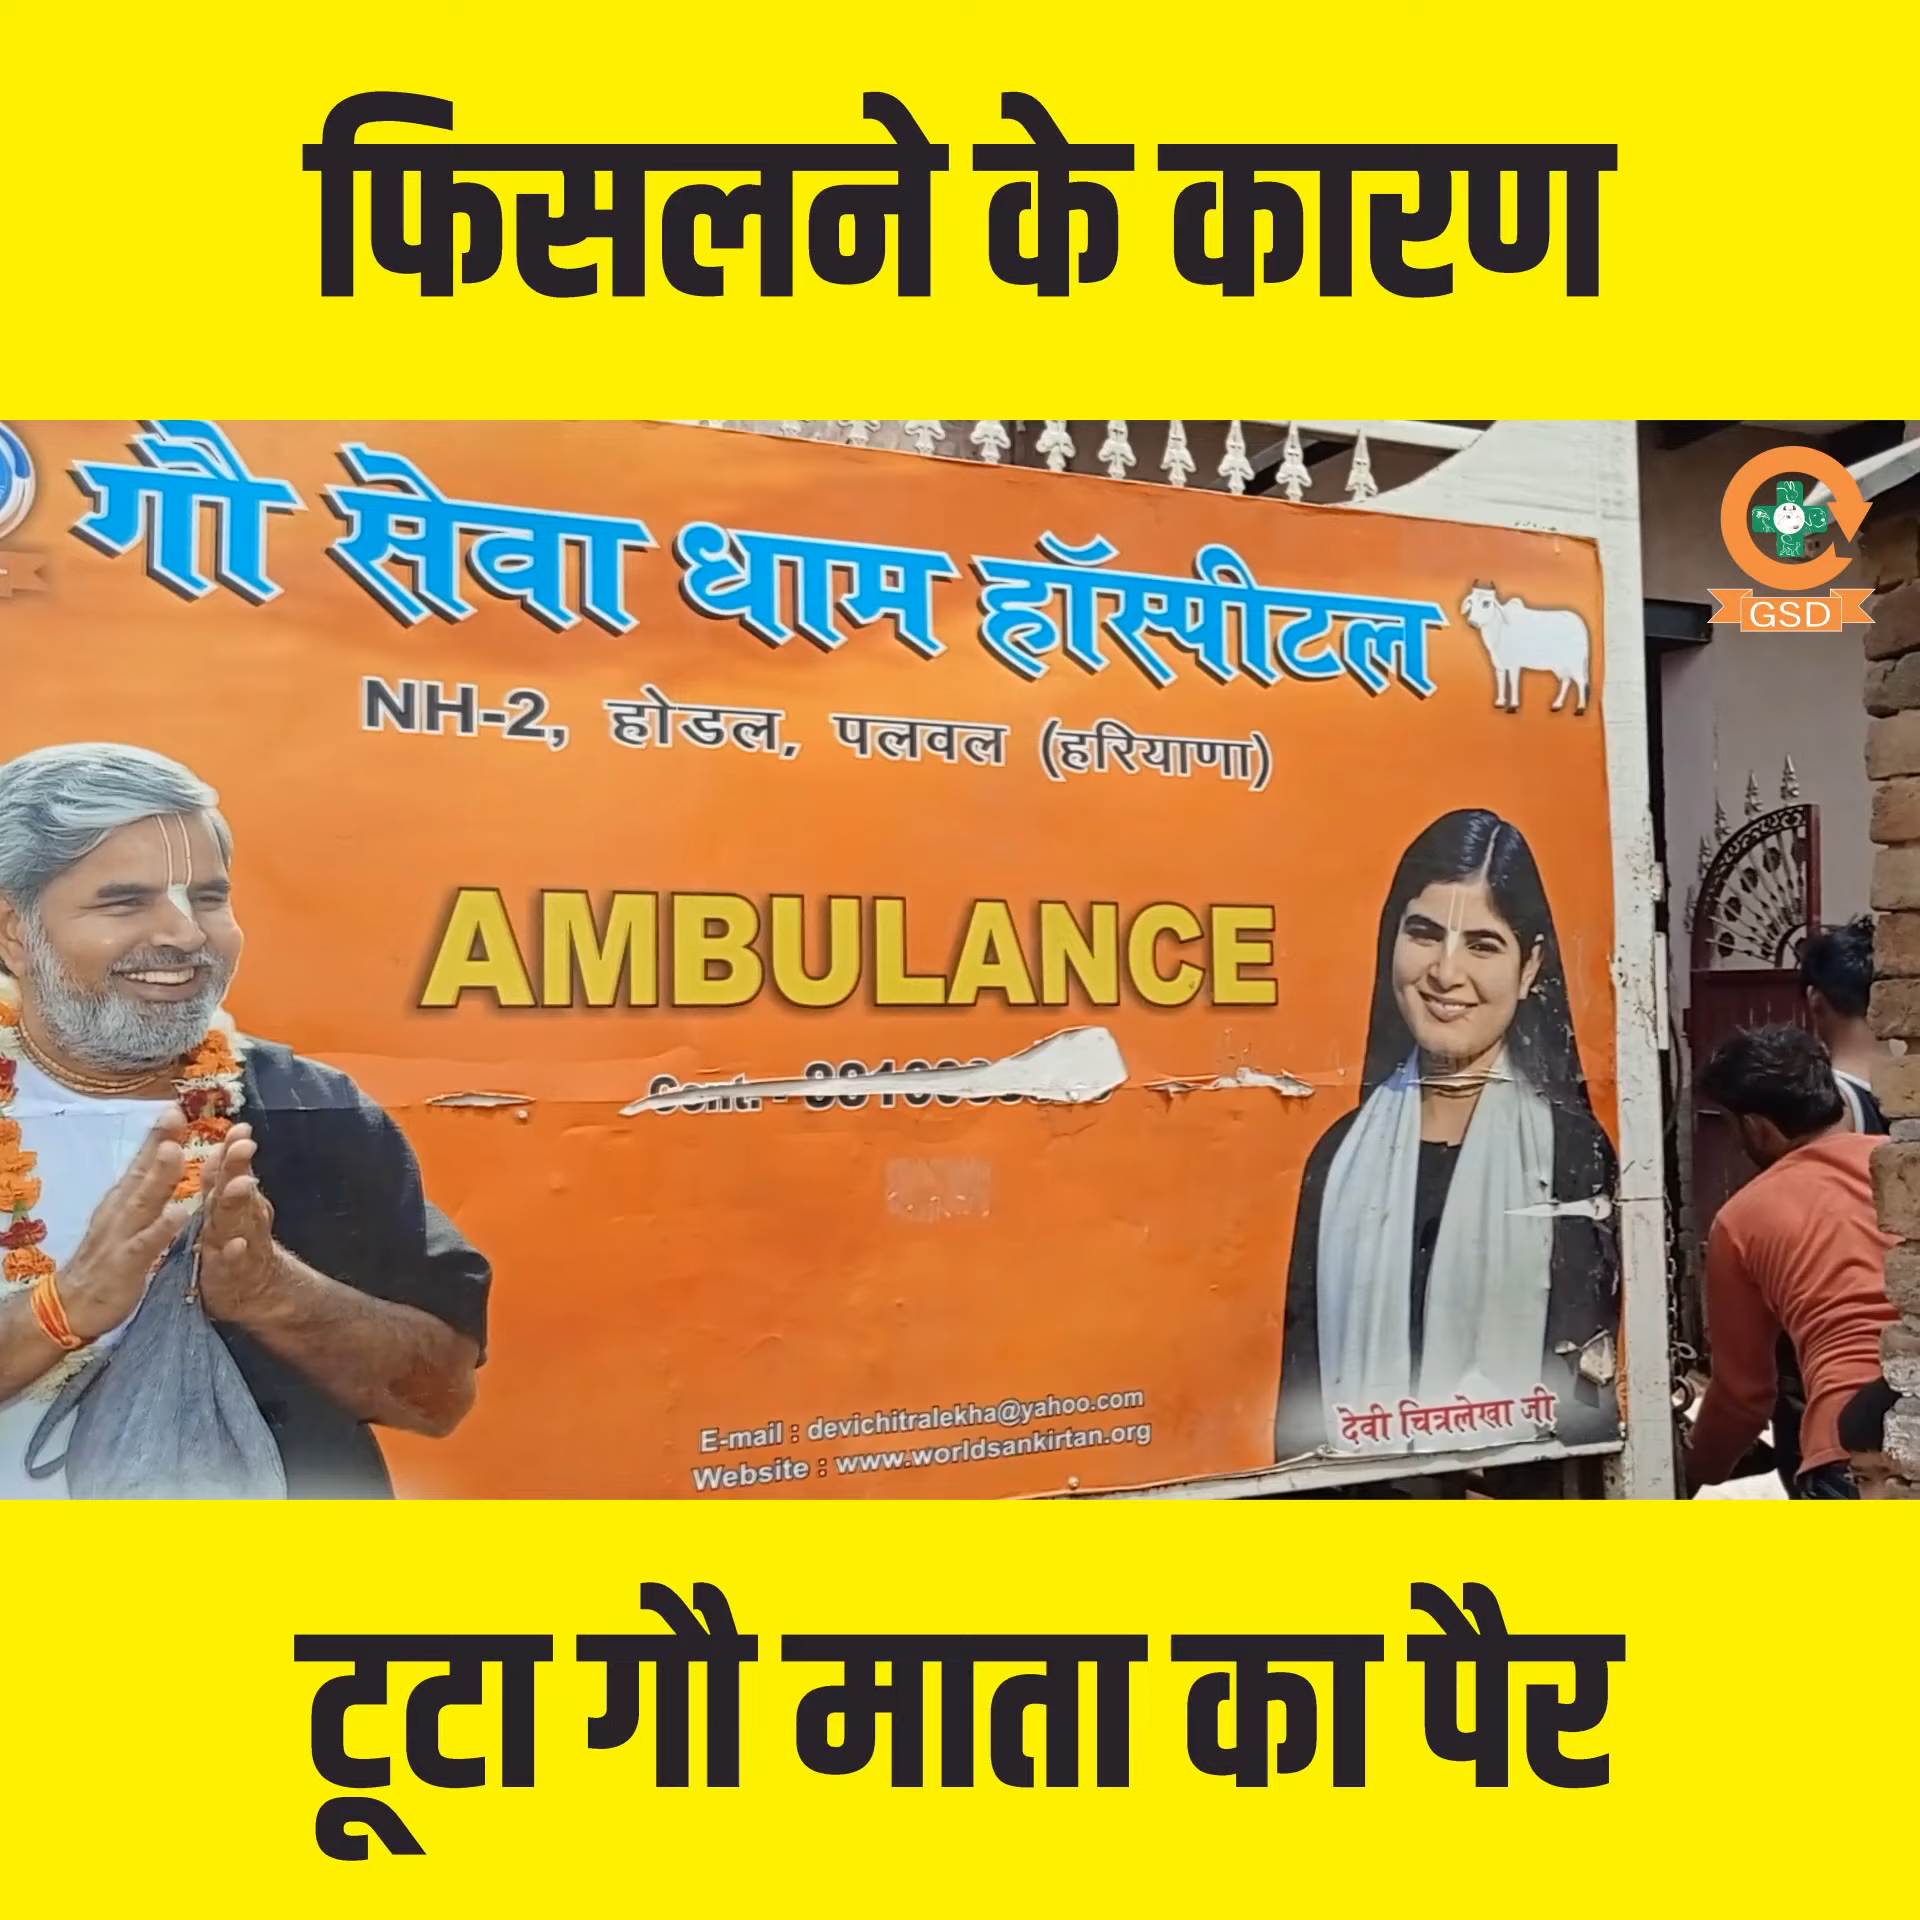 फिसलने के कारण
गौ सेवा धाम हॉस्पीटल
GSD
NH-2, होडल, पलवल (हरियाणा)
AMBULANCE
Cont. -
E-mail : devichitralekha@yahoo.com
Website : www.worldsankirtan.org
देवी चित्रलेखा जी
टूटा गौ माता का पैर